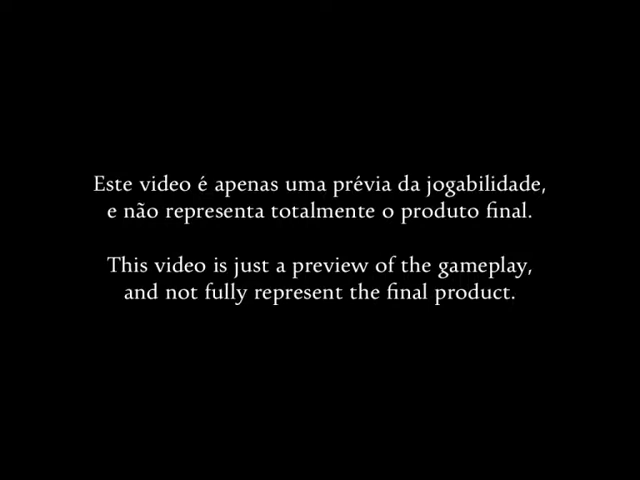 Este video é apenas uma prévia da jogabilidade,
e não representa totalmente o produto final.
This video is just a preview of the gameplay,
and not fully represent the final product.